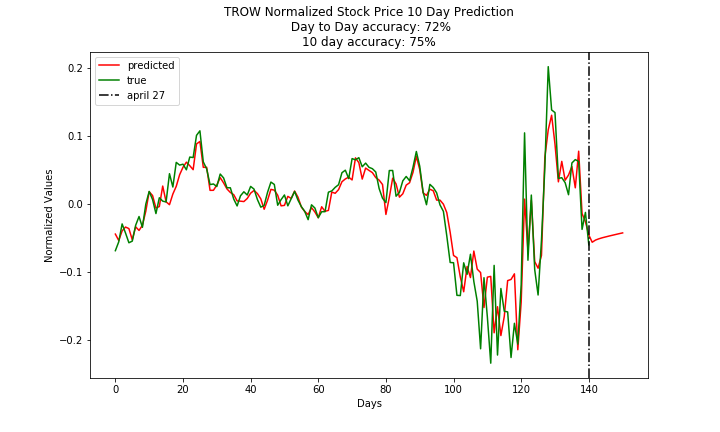 TROW Normalized Stock Price 10 Day Prediction
Day to Day accuracy: 72%
10 day accuracy: 75%
predicted
true
april 27
Normalized Values
0.2
0.1
0.0
−0.1
−0.2
0 20 40 60 80 100 120 140
Days